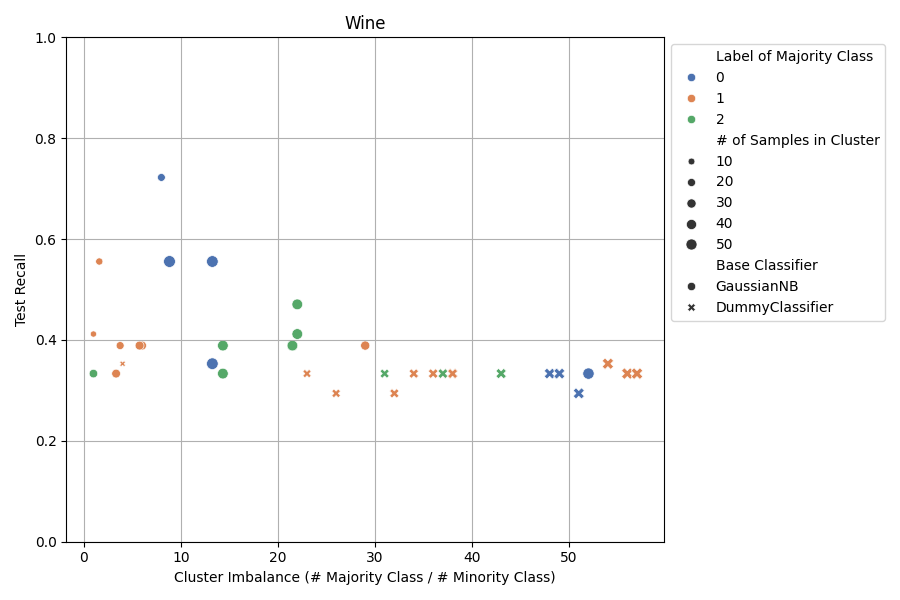 Wine
1.0
0.8
0.6
0.4
0.2
0.0
Test Recall
0
10
20
30
40
50
Cluster Imbalance (# Majority Class / # Minority Class)
Label of Majority Class
0
1
2
# of Samples in Cluster
10
20
30
40
50
Base Classifier
GaussianNB
DummyClassifier